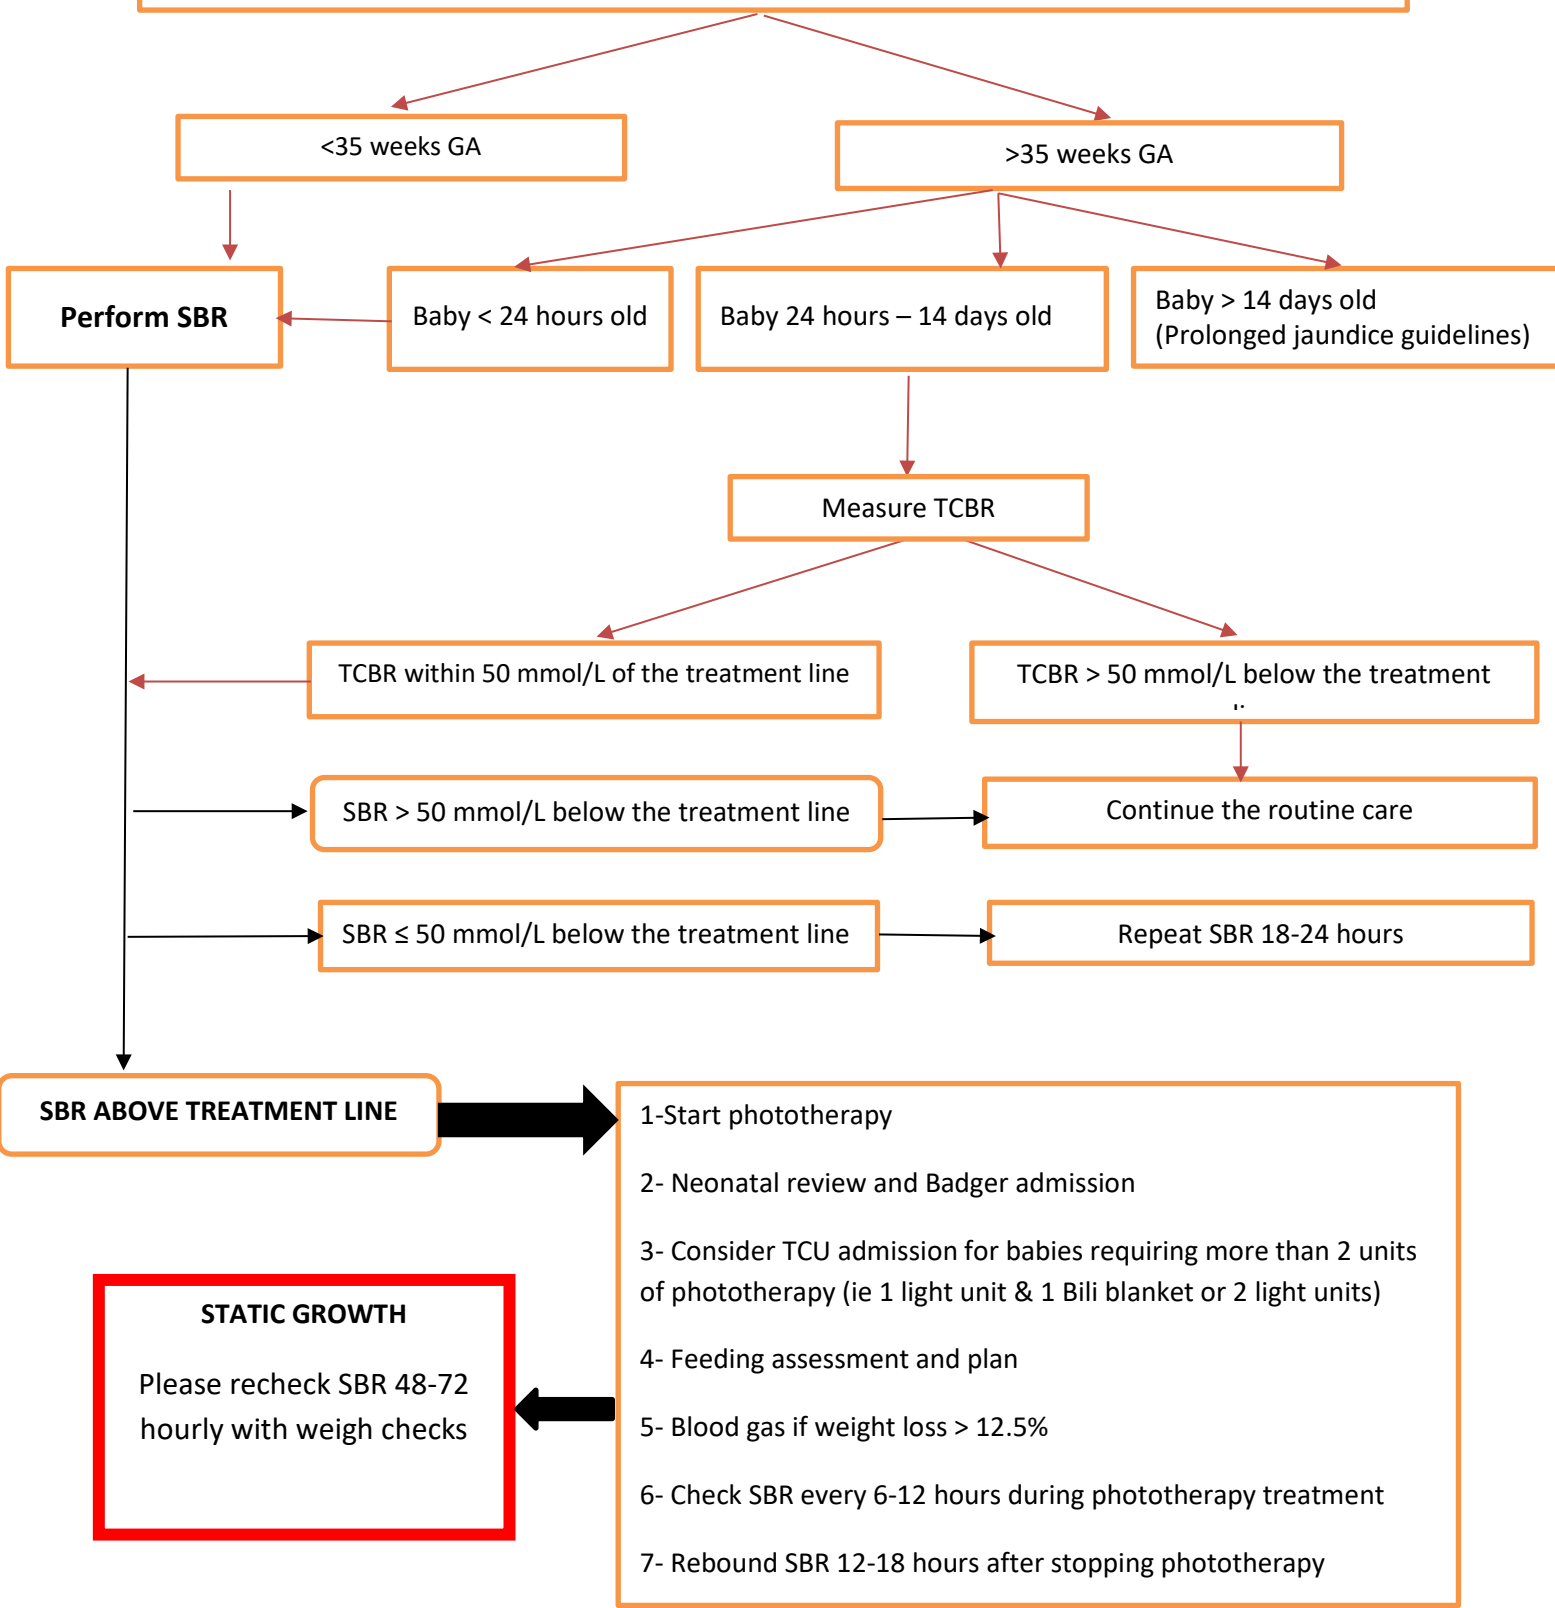 <35 weeks GA
>35 weeks GA
Perform SBR
Baby < 24 hours old
Baby 24 hours – 14 days old
Baby > 14 days old
(Prolonged jaundice guidelines)
Measure TCBR
TCBR within 50 mmol/L of the treatment line
TCBR > 50 mmol/L below the treatment
SBR > 50 mmol/L below the treatment line
Continue the routine care
SBR ≤ 50 mmol/L below the treatment line
Repeat SBR 18-24 hours
SBR ABOVE TREATMENT LINE
1-Start phototherapy
2- Neonatal review and Badger admission
3- Consider TCU admission for babies requiring more than 2 units
of phototherapy (ie 1 light unit & 1 Bili blanket or 2 light units)
4- Feeding assessment and plan
5- Blood gas if weight loss > 12.5%
6- Check SBR every 6-12 hours during phototherapy treatment
7- Rebound SBR 12-18 hours after stopping phototherapy
STATIC GROWTH
Please recheck SBR 48-72
hourly with weigh checks